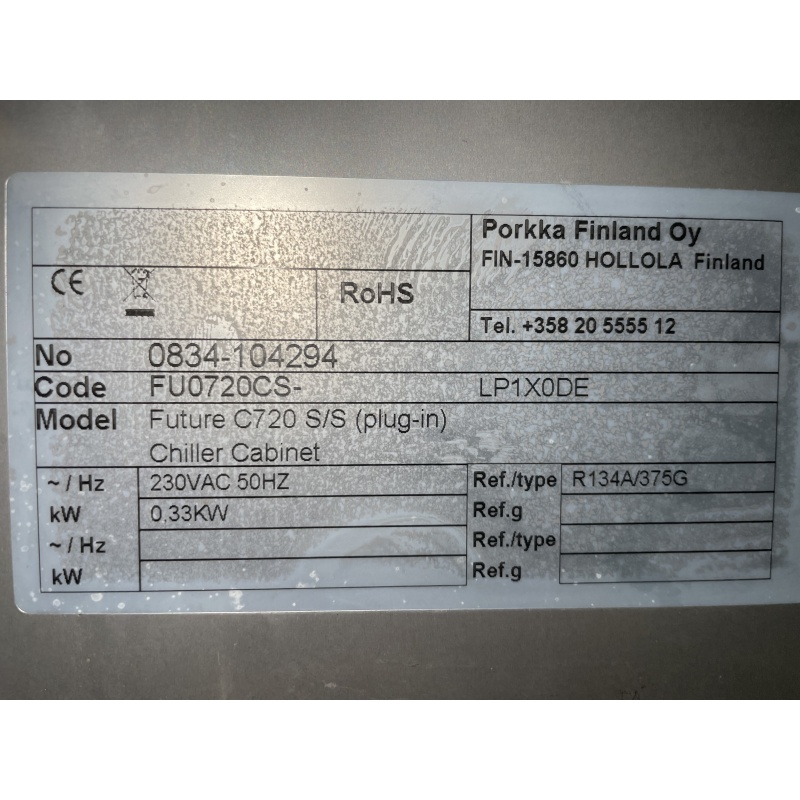 Porkka Finland Oy
FIN-15860 HOLLOLA Finland
CE
RoHS
Tel. +358 20 5555 12
No 0834-104294
Code FU0720CS- LP1X0DE
Model Future C720 S/S (plug-in)
Chiller Cabinet
~ / Hz 230VAC 50HZ Ref./type R134A/375G
kW 0.33KW Ref.g
~ / Hz Ref./type
kW Ref.g